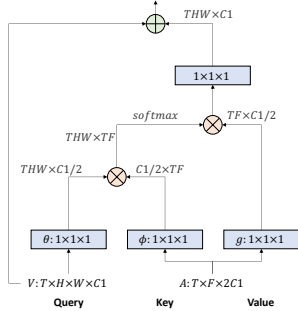 THW×C1
1×1×1
softmax
TF×C1/2
THW×TF
THW×C1/2
C1/2×TF
θ: 1×1×1
ϕ: 1×1×1
g: 1×1×1
V: T×H×W×C1
A: T×F×2C1
Query
Key
Value